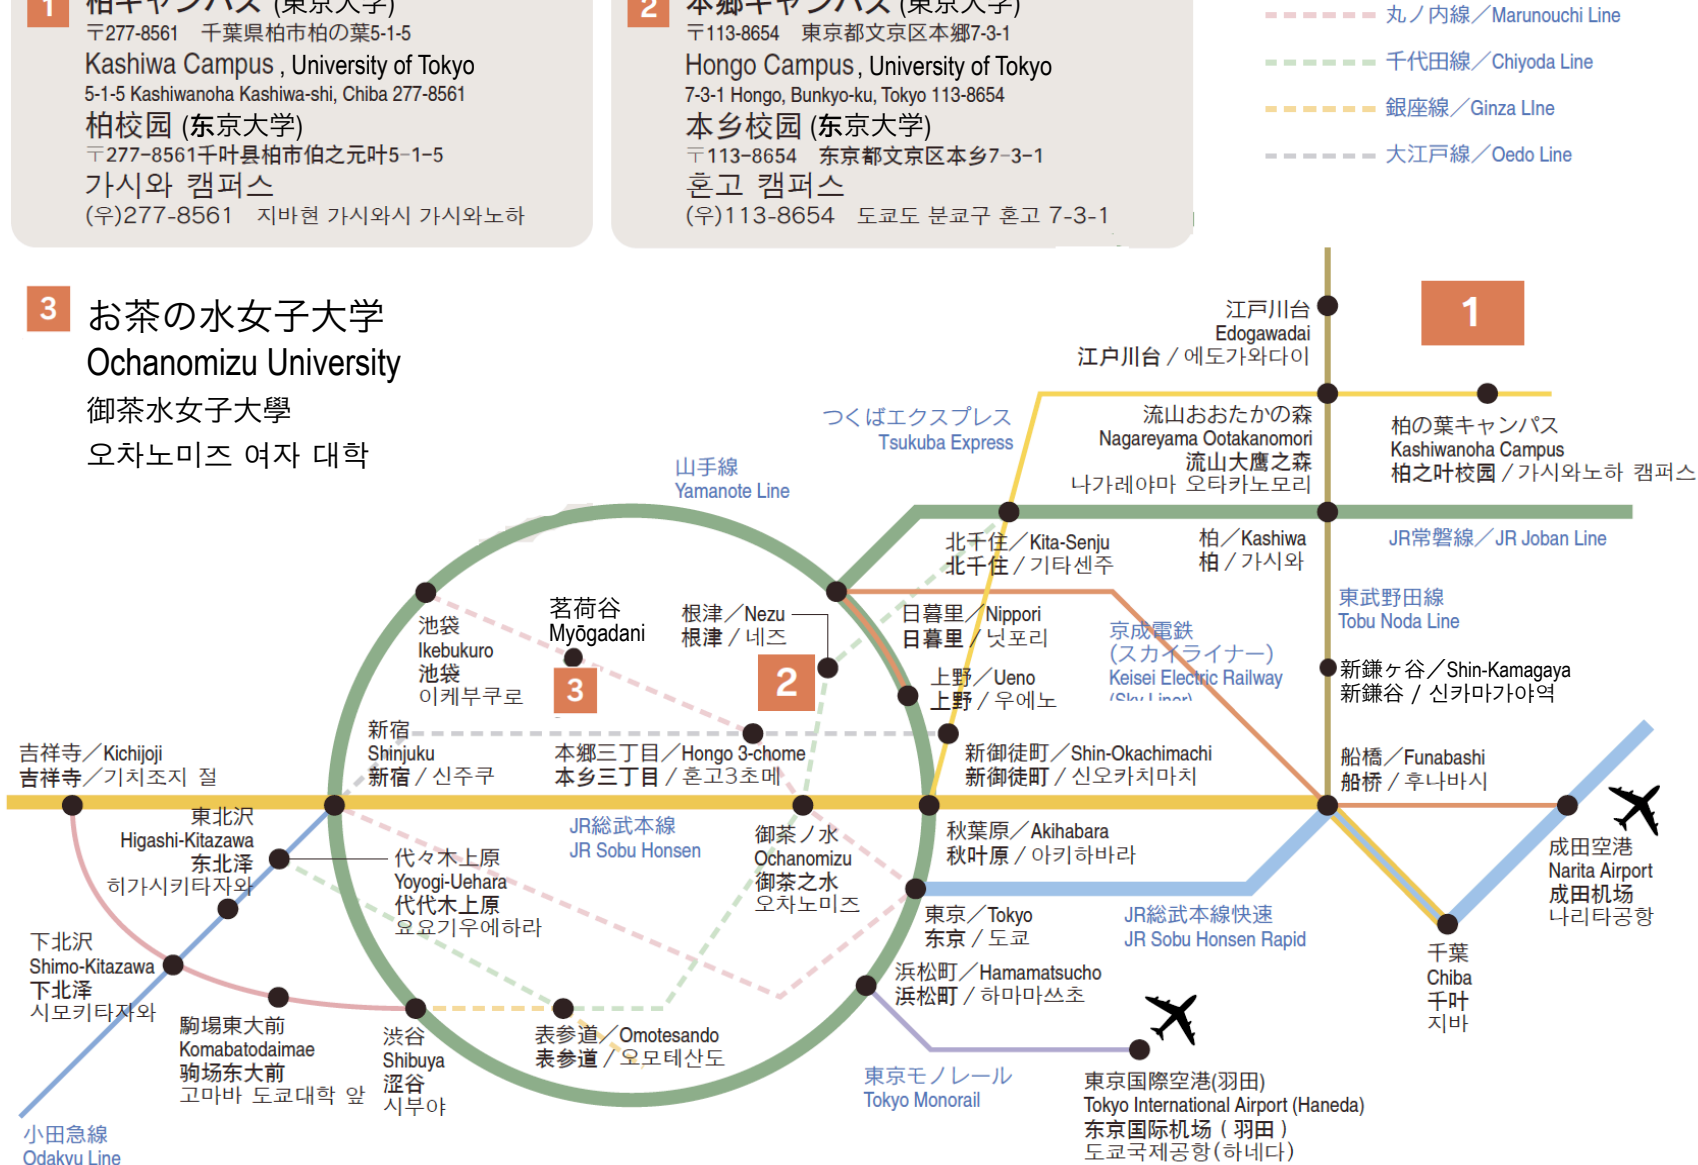 1 柏キャンパス (東京大学)
〒277-8561 千葉県柏市柏の葉5-1-5
Kashiwa Campus , University of Tokyo
5-1-5 Kashiwanoha Kashiwa-shi, Chiba 277-8561
柏校园 (东京大学)
〒277-8561千叶县柏市伯之元叶5-1-5
가시와 캠퍼스
(우)277-8561 지바현 가시와시 가시와노하
2 本郷キャンパス (東京大学)
〒113-8654 東京都文京区本郷7-3-1
Hongo Campus , University of Tokyo
7-3-1 Hongo, Bunkyo-ku, Tokyo 113-8654
本乡校园 (东京大学)
〒113-8654 东京都文京区本乡7-3-1
혼고 캠퍼스
(우)113-8654 도쿄도 분쿄구 혼고 7-3-1
丸ノ内線／Marunouchi Line
千代田線／Chiyoda Line
銀座線／Ginza LIne
大江戸線／Oedo Line
3 お茶の水女子大学
Ochanomizu University
御茶水女子大學
오차노미즈 여자 대학
江戸川台
Edogawadai
江户川台 / 에도가와다이
1
つくばエクスプレス
Tsukuba Express
流山おおたかの森
Nagareyama Ootakanomori
流山大鹰之森
나가레야마 오타카노모리
柏の葉キャンパス
Kashiwanoha Campus
柏之叶校园 / 가시와노하 캠퍼스
山手線
Yamanote Line
北千住／Kita-Senju
北千住 / 기타센주
柏／Kashiwa
柏 / 가시와
JR常磐線／JR Joban Line
池袋
Ikebukuro
池袋
이케부쿠로
茗荷谷
Myōgadani
3
根津／Nezu
根津 / 네즈
2
日暮里／Nippori
日暮里 / 닛포리
京成電鉄
(スカイライナー)
Keisei Electric Railway
(Sky Liner)
東武野田線
Tobu Noda Line
上野／Ueno
上野 / 우에노
新鎌ヶ谷／Shin-Kamagaya
新鎌谷 / 신카마가야역
吉祥寺／Kichijoji
吉祥寺／기치조지 절
新宿
Shinjuku
新宿 / 신주쿠
本郷三丁目／Hongo 3-chome
本乡三丁目 / 혼고3초메
新御徒町／Shin-Okachimachi
新御徒町 / 신오카치마치
船橋／Funabashi
船桥 / 후나바시
東北沢
Higashi-Kitazawa
东北泽
히가시키타자와
代々木上原
Yoyogi-Uehara
代代木上原
요요기우에하라
JR総武本線
JR Sobu Honsen
御茶ノ水
Ochanomizu
御茶之水
오차노미즈
秋葉原／Akihabara
秋叶原 / 아키하바라
成田空港
Narita Airport
成田机场
나리타공항
東京／Tokyo
东京 / 도쿄
JR総武本線快速
JR Sobu Honsen Rapid
下北沢
Shimo-Kitazawa
下北泽
시모키타자와
浜松町／Hamamatsucho
浜松町 / 하마마쓰초
千葉
Chiba
千叶
지바
駒場東大前
Komabatodaimae
驹场东大前
고마바 도쿄대학 앞
渋谷
Shibuya
涩谷
시부야
表参道／Omotesando
表参道 / 오모테산도
東京モノレール
Tokyo Monorail
東京国際空港(羽田)
Tokyo International Airport (Haneda)
东京国际机场 ( 羽田 )
도쿄국제공항(하네다)
小田急線
Odakyu Line